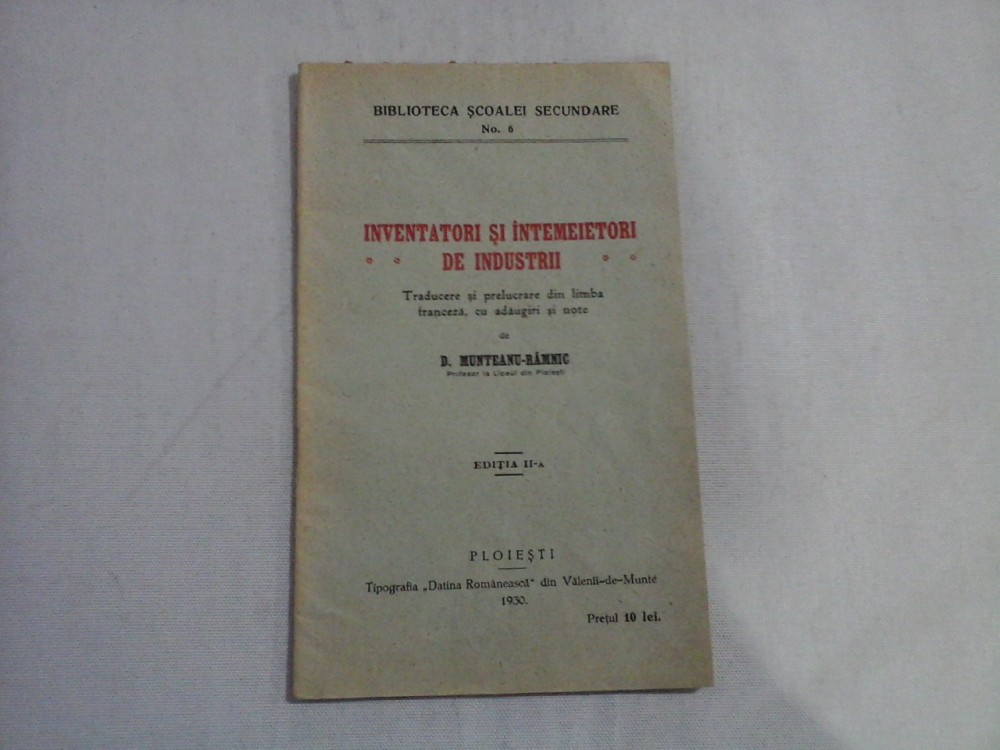 BIBLIOTECA ȘCOALEI SECUNDARE
No. 6
INVENTATORI ȘI ÎNTEMEIETORI
DE INDUSTRII
Traducere și prelucrare din limba
franceză, cu adăugiri și note
de
D. MUNTEANU-RÂMNIC
Profesor la Liceul din Ploiești
EDIȚIA II-A
PLOIEȘTI
Tipografia „Datina Românească" din Vălenii-de-Munte
1930.
Prețul 10 lei.